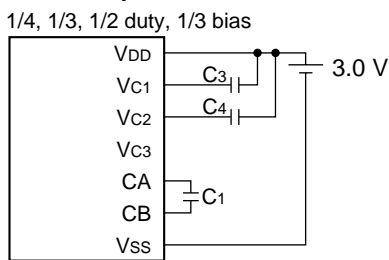 1/4, 1/3, 1/2 duty, 1/3 bias
VDD
C3
3.0 V
VC1
C4
VC2
VC3
CA
C1
CB
VSS